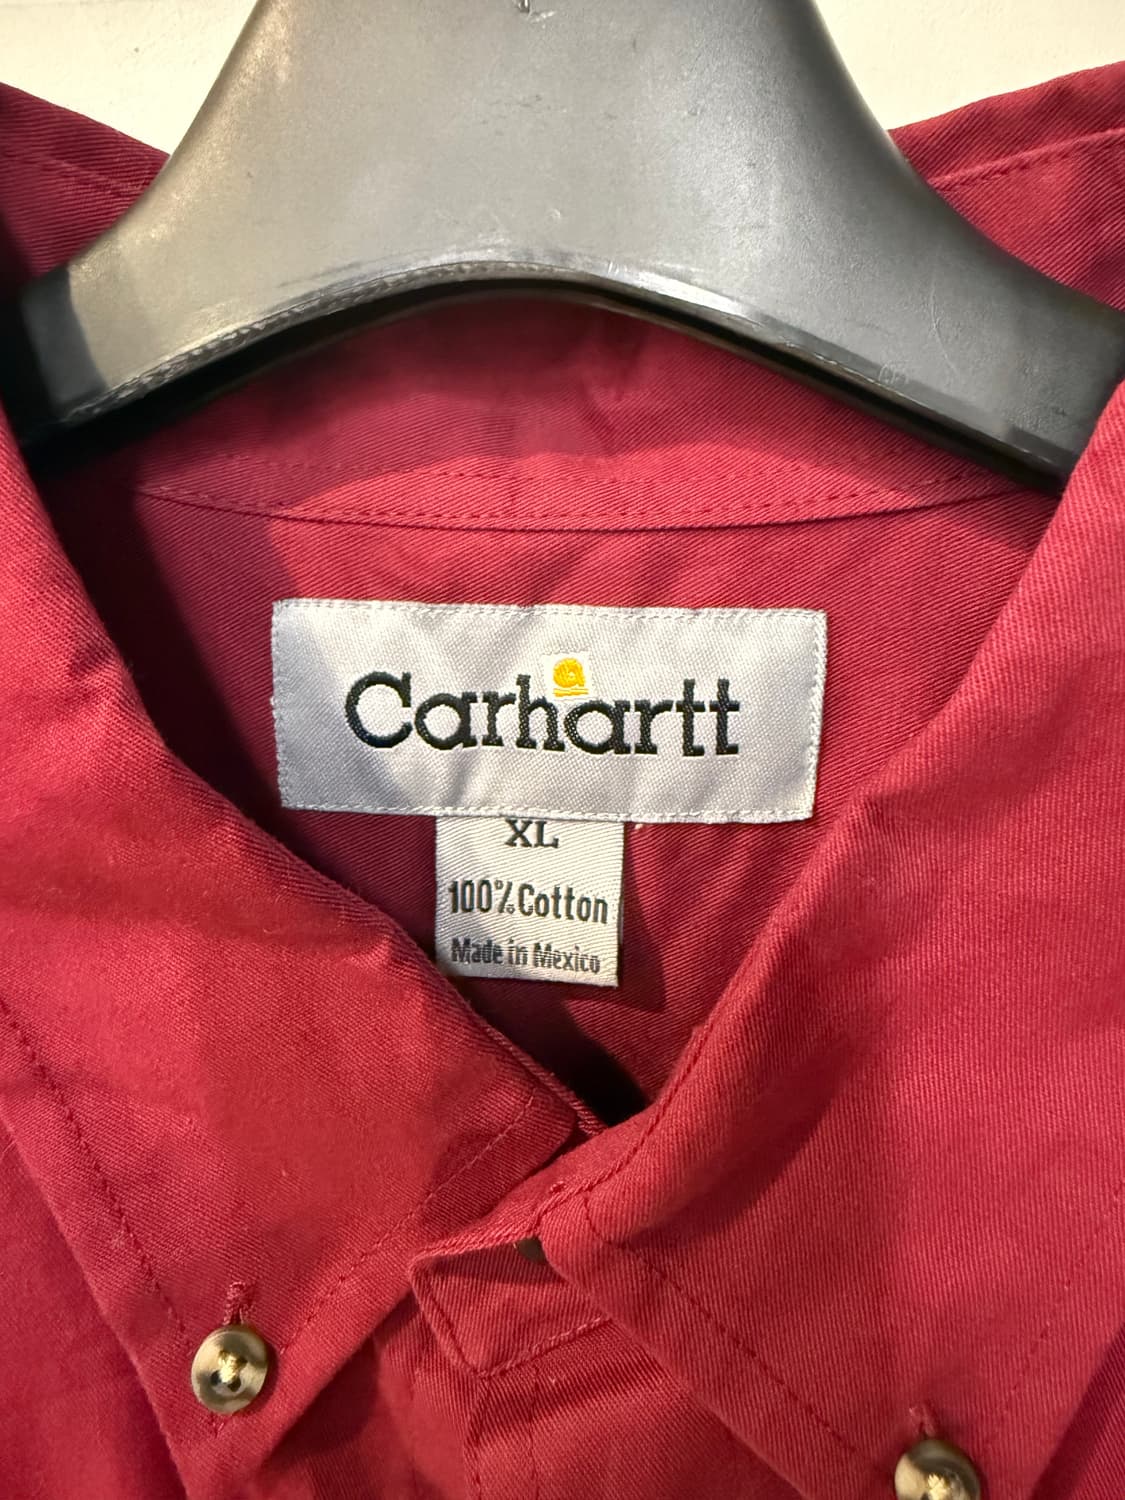 Carhartt
XL
100% Cotton
Made in Mexico